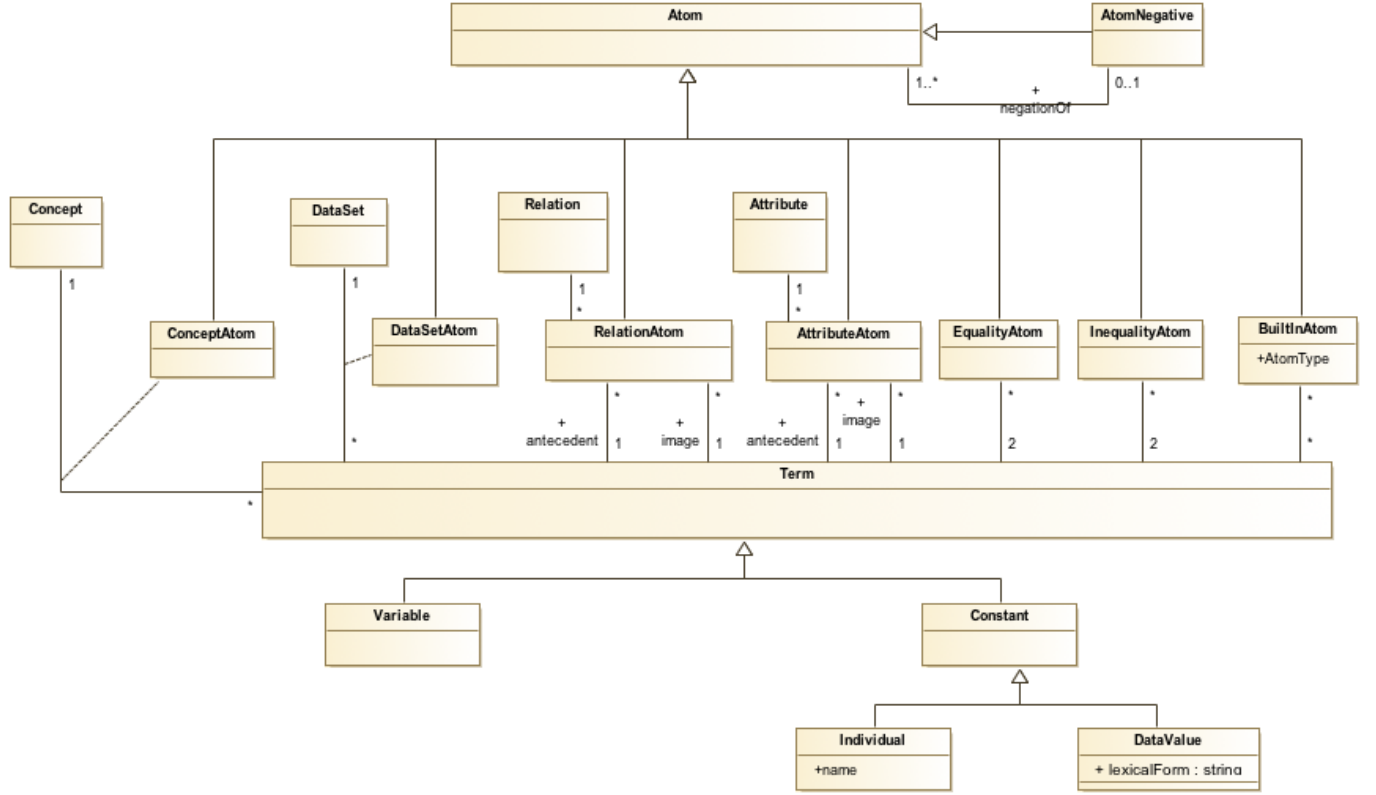 Atom
AtomNegative
1..*
+
negationOf
0..1
Concept
DataSet
Relation
Attribute
1
1
1
*
1
*
ConceptAtom
DataSetAtom
RelationAtom
AttributeAtom
EqualityAtom
InequalityAtom
BuiltInAtom
+AtomType
*
+
antecedent
1
*
+
image
1
*
+
antecedent
1
*
+
image
1
*
2
*
2
*
*
*
*
Term
Variable
Constant
Individual
+name
DataValue
+ lexicalForm : string